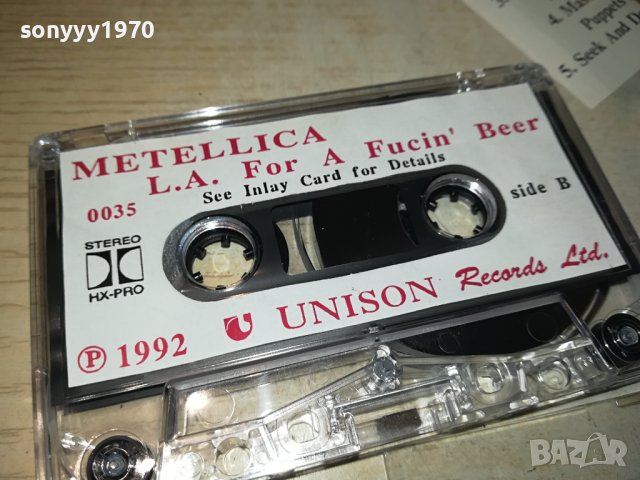 sonyyy1970
4. Mas
Puppets
5. Seek And D
METELLICA
L.A. For A Fucin' Beer
See Inlay Card for Details
0035
side B
STEREO
HX-PRO
UNISON Records Ltd.
℗ 1992
BAZAR